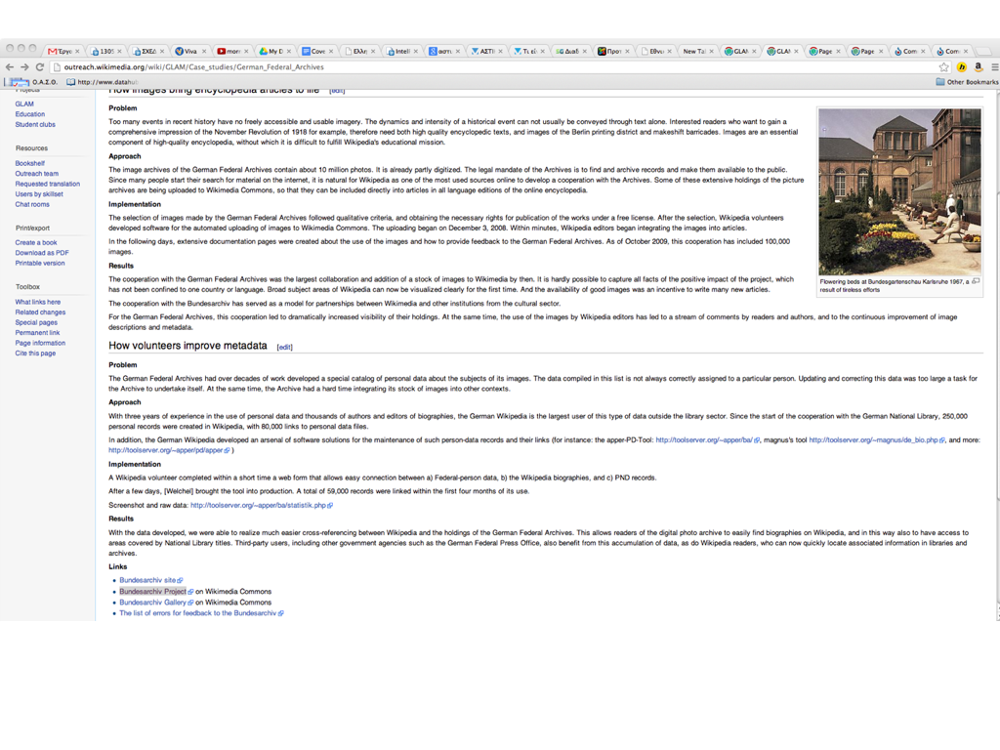 Έργο
1305
ΣΧΕΔ
Viva
morr
My D
Cove
Ελλη
Intell
αστι
ΑΣΤΙ
Τι εί
Διαδ
Προτ
Εθνι
New Ta
GLAM
GLA
Page
Page
Com
Com
outreach.wikimedia.org/wiki/GLAM/Case_studies/German_Federal_Archives
Ο.Α.Σ.Ο.
http://www.datahu
Other Bookmarks
Projects
GLAM
Education
Student clubs
Resources
Bookshelf
Outreach team
Requested translation
Users by skillset
Chat rooms
Print/export
Create a book
Download as PDF
Printable version
Toolbox
What links here
Related changes
Special pages
Permanent link
Page information
Cite this page
How images bring encyclopedia articles to life [edit]
Problem
Too many events in recent history have no freely accessible and usable imagery. The dynamics and intensity of a historical event can not usually be conveyed through text alone. Interested readers who want to gain a
comprehensive impression of the November Revolution of 1918 for example, therefore need both high quality encyclopedic texts, and images of the Berlin printing district and makeshift barricades. Images are an essential
component of high-quality encyclopedia, without which it is difficult to fulfill Wikipedia's educational mission.
Approach
The image archives of the German Federal Archives contain about 10 million photos. It is already partly digitized. The legal mandate of the Archives is to find and archive records and make them available to the public.
Since many people start their search for material on the internet, it is natural for Wikipedia as one of the most used sources online to develop a cooperation with the Archives. Some of these extensive holdings of the picture
archives are being uploaded to Wikimedia Commons, so that they can be included directly into articles in all language editions of the online encyclopedia.
Implementation
The selection of images made by the German Federal Archives followed qualitative criteria, and obtaining the necessary rights for publication of the works under a free license. After the selection, Wikipedia volunteers
developed software for the automated uploading of images to Wikimedia Commons. The uploading began on December 3, 2008. Within minutes, Wikipedia editors began integrating the images into articles.
In the following days, extensive documentation pages were created about the use of the images and how to provide feedback to the German Federal Archives. As of October 2009, this cooperation has included 100,000
images.
Results
The cooperation with the German Federal Archives was the largest collaboration and addition of a stock of images to Wikimedia by then. It is hardly possible to capture all facts of the positive impact of the project, which
has not been confined to one country or language. Broad subject areas of Wikipedia can now be visualized clearly for the first time. And the availability of good images was an incentive to write many new articles.
The cooperation with the Bundesarchiv has served as a model for partnerships between Wikimedia and other institutions from the cultural sector.
For the German Federal Archives, this cooperation led to dramatically increased visibility of their holdings. At the same time, the use of the images by Wikipedia editors has led to a stream of comments by readers and authors, and to the continuous improvement of image
descriptions and metadata.
Flowering beds at Bundesgartenschau Karlsruhe 1967, a
result of tireless efforts
How volunteers improve metadata [edit]
Problem
The German Federal Archives had over decades of work developed a special catalog of personal data about the subjects of its images. The data compiled in this list is not always correctly assigned to a particular person. Updating and correcting this data was too large a task for
the Archive to undertake itself. At the same time, the Archive had a hard time integrating its stock of images into other contexts.
Approach
With three years of experience in the use of personal data and thousands of authors and editors of biographies, the German Wikipedia is the largest user of this type of data outside the library sector. Since the start of the cooperation with the German National Library, 250,000
personal records were created in Wikipedia, with 80,000 links to personal data files.
In addition, the German Wikipedia developed an arsenal of software solutions for the maintenance of such person-data records and their links (for instance: the apper-PD-Tool: http://toolserver.org/~apper/ba/ , magnus's tool http://toolserver.org/~magnus/de_bio.php , and more:
http://toolserver.org/~apper/pd/apper )
Implementation
A Wikipedia volunteer completed within a short time a web form that allows easy connection between a) Federal-person data, b) the Wikipedia biographies, and c) PND records.
After a few days, [Welchel] brought the tool into production. A total of 59,000 records were linked within the first four months of its use.
Screenshot and raw data: http://toolserver.org/~apper/ba/statistik.php
Results
With the data developed, we were able to realize much easier cross-referencing between Wikipedia and the holdings of the German Federal Archives. This allows readers of the digital photo archive to easily find biographies on Wikipedia, and in this way also to have access to
areas covered by National Library titles. Third-party users, including other government agencies such as the German Federal Press Office, also benefit from this accumulation of data, as do Wikipedia readers, who can now quickly locate associated information in libraries and
archives.
Links
Bundesarchiv site
Bundesarchiv Project on Wikimedia Commons
Bundesarchiv Gallery on Wikimedia Commons
The list of errors for feedback to the Bundesarchiv